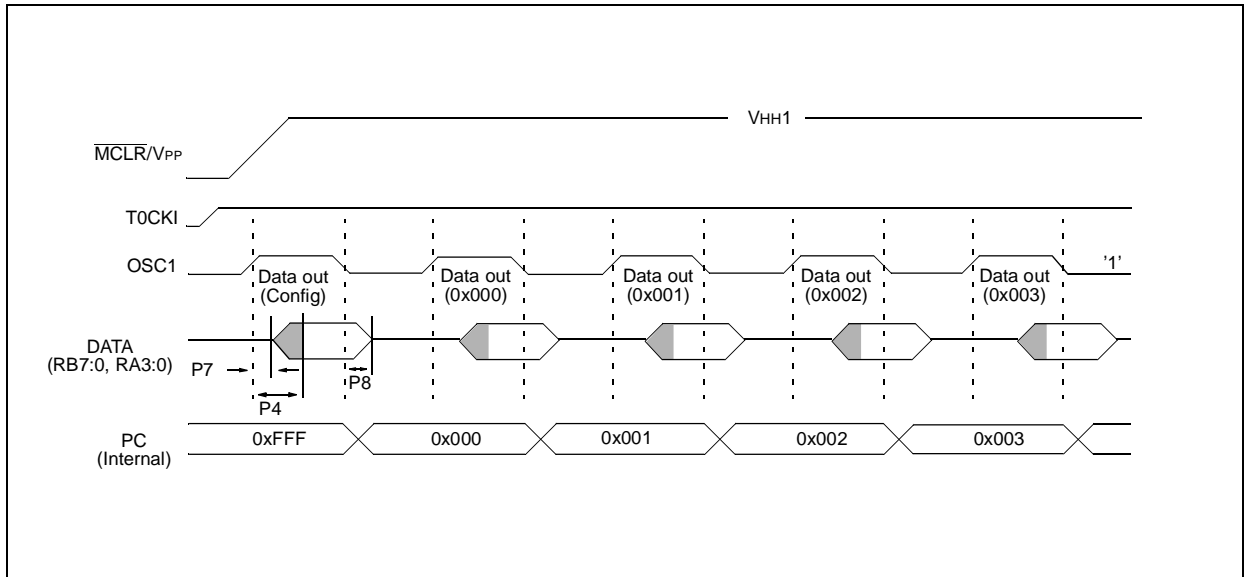 VHH1
MCLR/VPP
T0CKI
OSC1
Data out
(Config)
Data out
(0x000)
Data out
(0x001)
Data out
(0x002)
Data out
(0x003)
'1'
DATA
(RB7:0, RA3:0)
P7
P8
P4
PC
(Internal)
0xFFF
0x000
0x001
0x002
0x003